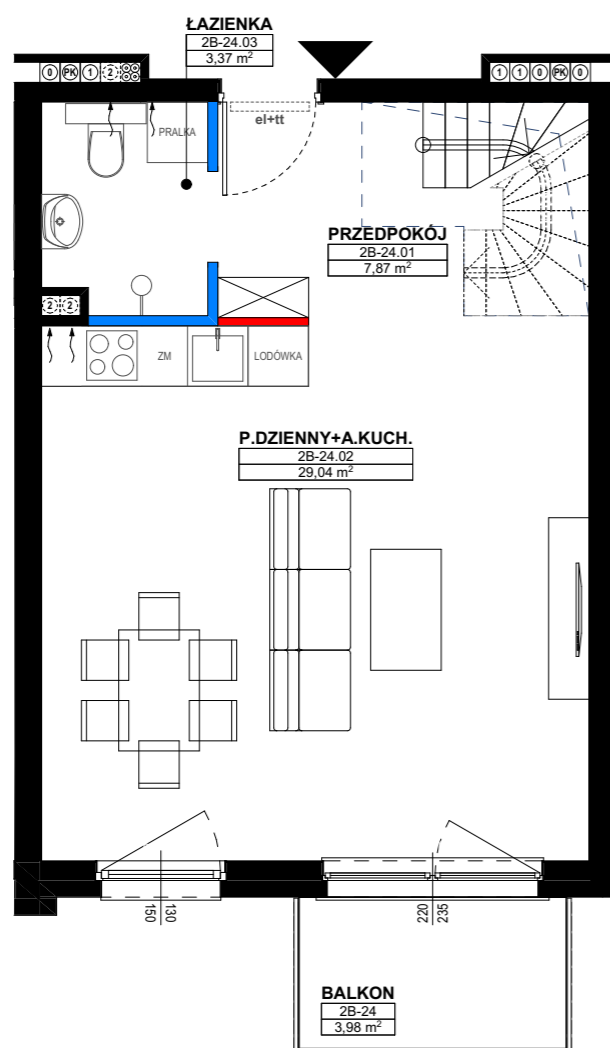 ŁAZIENKA
2B-24.03
3,37 m²
0 PK 1 2
1 1 0 PK 0
el+tt
PRALKA
PRZEDPOKÓJ
2B-24.01
7,87 m²
2 2
ZM
LODÓWKA
P.DZIENNY+A.KUCH.
2B-24.02
29,04 m²
150
130
220
235
BALKON
2B-24
3,98 m²